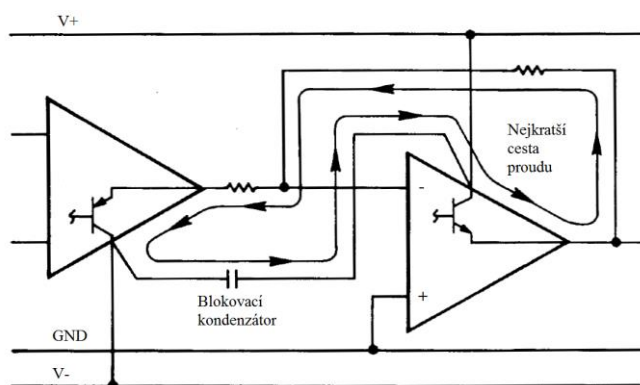 V+
Nejkratší
cesta
proudu
-
Blokovací
kondenzátor
+
GND
V-